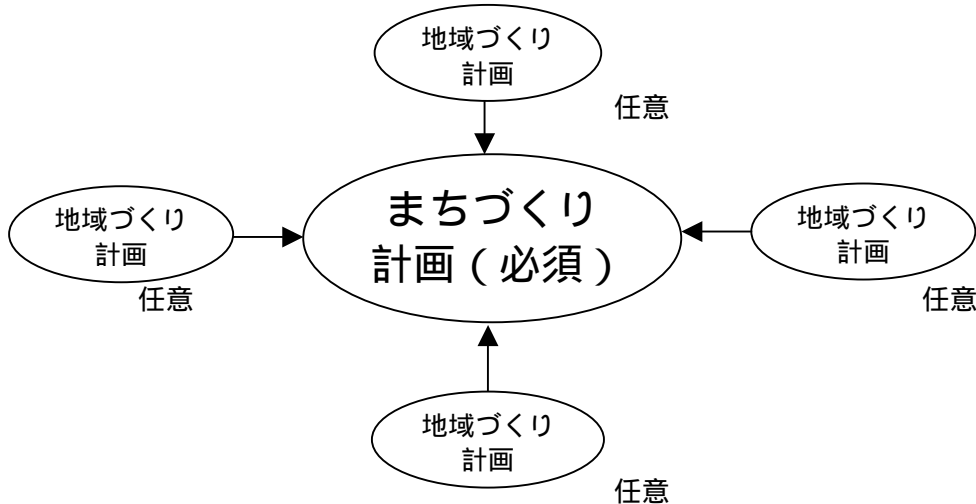 地域づくり
計画
任意
まちづくり
計画（必須）
地域づくり
計画
任意
地域づくり
計画
任意
地域づくり
計画
任意